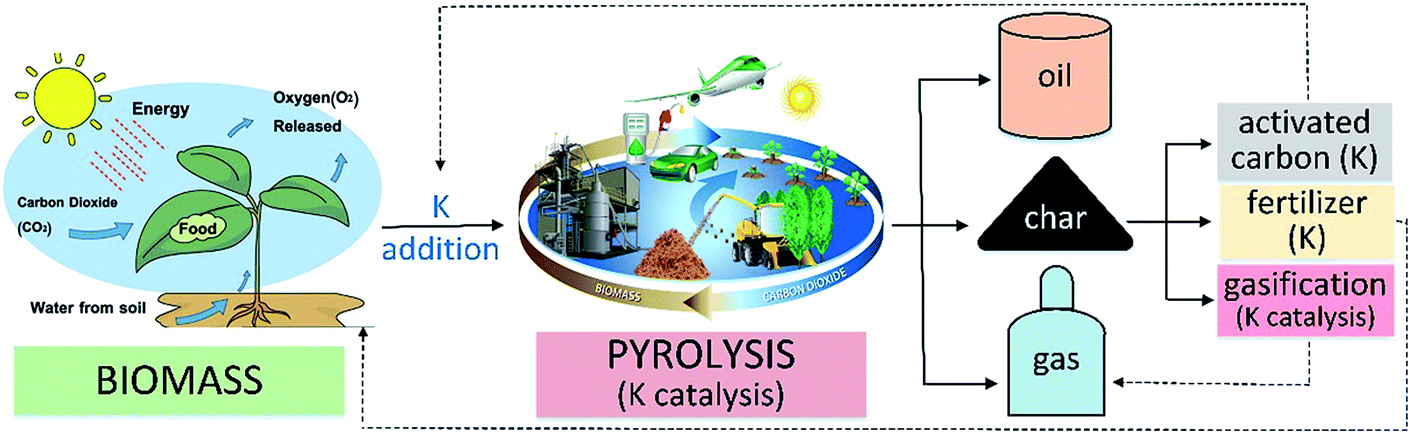 Energy
Oxygen(O₂)
Released
Carbon Dioxide
(CO₂)
Food
Water from soil
BIOMASS
K
addition
BIOMASS
CARBON DIOXIDE
PYROLYSIS
(K catalysis)
oil
char
gas
activated
carbon (K)
fertilizer
(K)
gasification
(K catalysis)